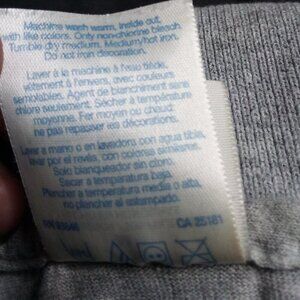 Machine wash warm, inside out,
with like colors. Only nonchlorine bleach.
Tumble dry medium. Medium/hot iron.
Do not iron decoration.
Laver à la machine à l'eau tiède,
vêtement à l'envers, avec couleurs
semblables. Agent de blanchiment sans
chlore seulement. Sécher à température
moyenne. Fer chaud/moyen,
ne pas repasser les décorations.
Lavar a mano o en lavadora con agua tibia,
lavar por el revés, con colores similares.
Solo blanqueador sin cloro.
Secar a temperatura baja.
Planchar a temperatura media o alta,
no planchar el estampado.
CA 25181